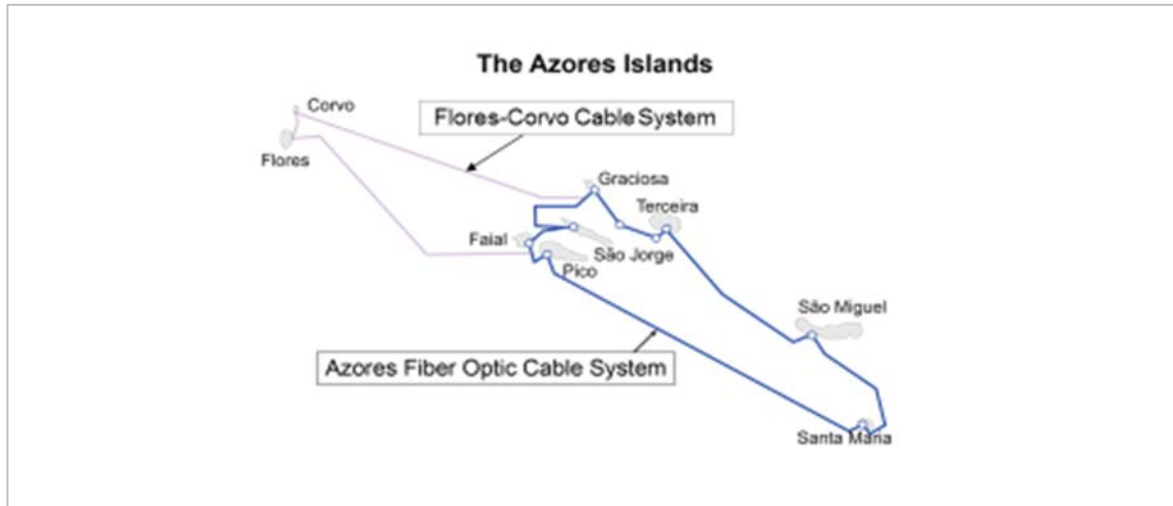 The Azores Islands
Corvo
Flores-Corvo Cable System
Flores
Graciosa
Terceira
Faial
São Jorge
Pico
São Miguel
Azores Fiber Optic Cable System
Santa Maria